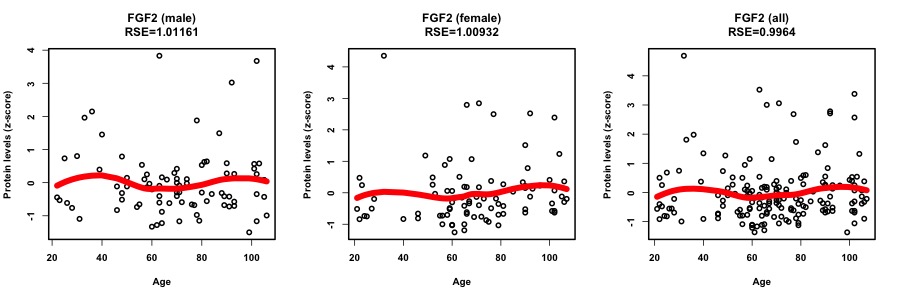 FGF2 (male)
RSE=1.01161
Protein levels (z-score)
4
3
2
1
0
-1
20 40 60 80 100
Age
FGF2 (female)
RSE=1.00932
Protein levels (z-score)
4
3
2
1
0
-1
20 40 60 80 100
Age
FGF2 (all)
RSE=0.9964
Protein levels (z-score)
4
3
2
1
0
-1
20 40 60 80 100
Age